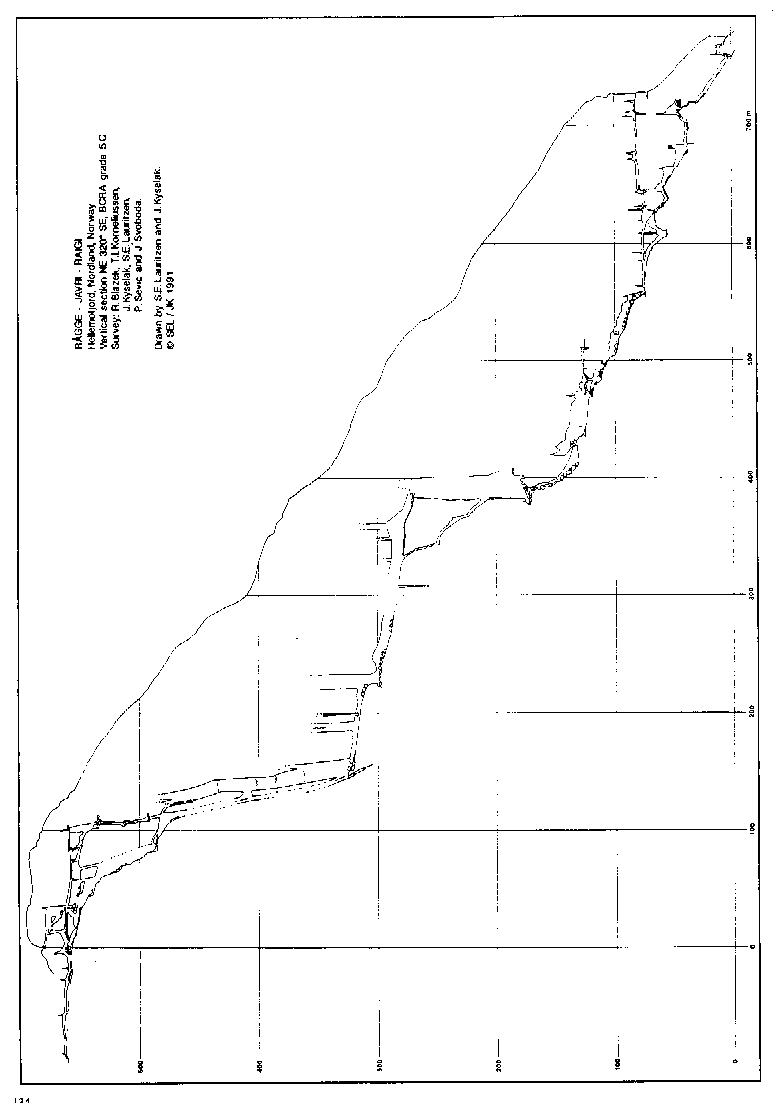 RÅGGE - JAVRI - RAIGI
Hellemofjord, Nordland, Norway
Vertical section NE 320° SE, BCRA grade 5C
Survey: R. Blazek, T.I. Korneliussen,
J. Kyselak, S.E. Lauritzen,
P. Sevic and J. Svoboda.
Drawn by S.E. Lauritzen and J. Kyselak.
© SEL / JK 1991
0
100
200
300
400
500
600
700 m
500
400
300
200
100
0